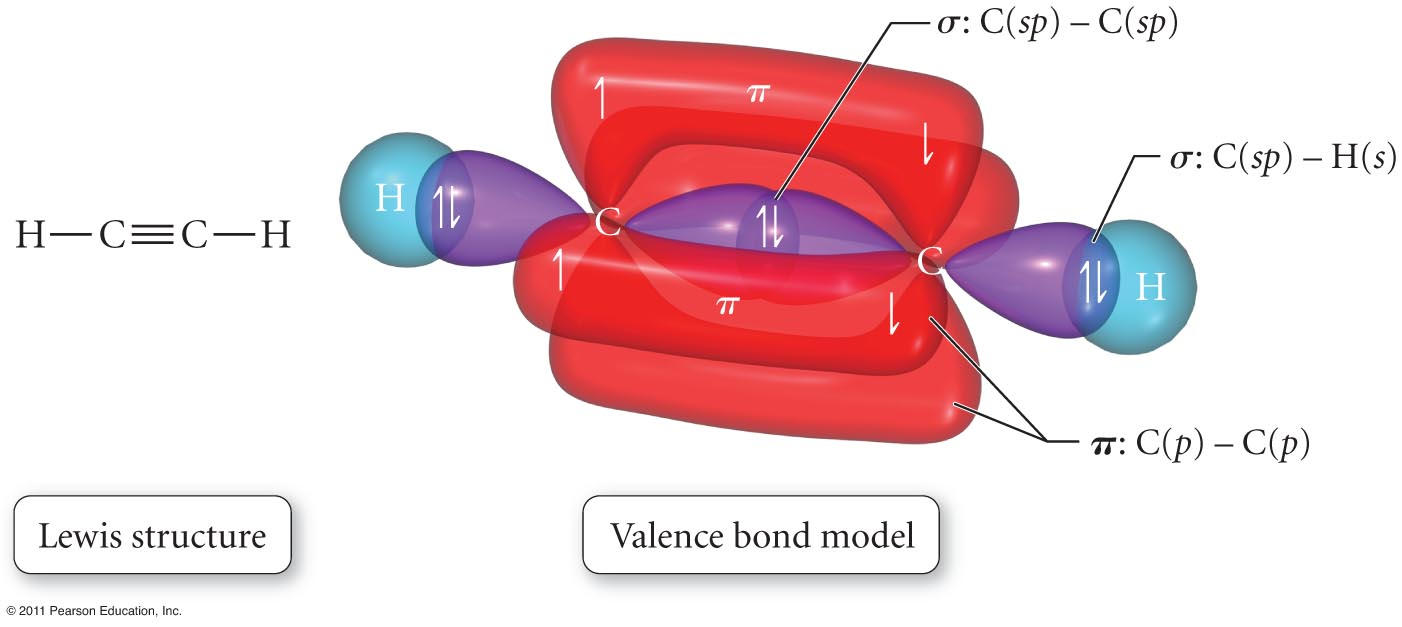 σ: C(sp) – C(sp)
π
σ: C(sp) – H(s)
H
C
H—C≡C—H
C
H
π
π: C(p) – C(p)
Lewis structure
Valence bond model
© 2011 Pearson Education, Inc.